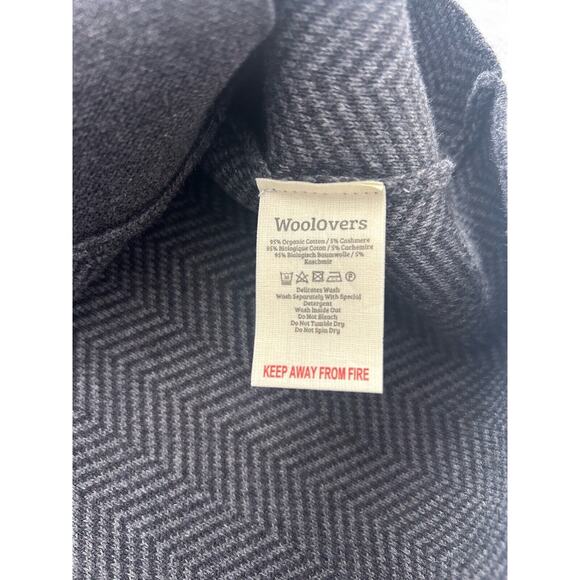 WoolOvers
95% Organic Cotton / 5% Cashmere
95% Biologique Coton / 5% Cachemire
95% Biologisch Baumwolle / 5%
Kaschmir
P
Delicates Wash
Wash Separately With Special
Detergent
Wash Inside Out
Do Not Bleach
Do Not Tumble Dry
Do Not Spin Dry
KEEP AWAY FROM FIRE